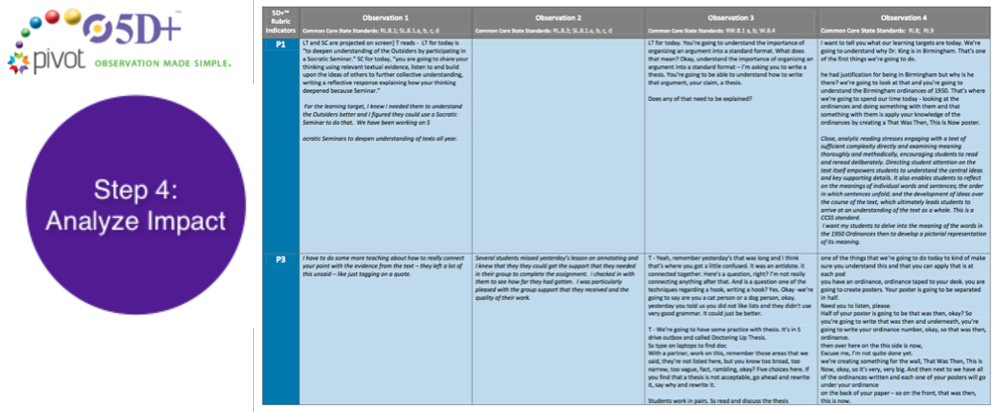 5D+™
pivot OBSERVATION MADE SIMPLE.
Step 4:
Analyze Impact
5D+™
Rubric
Indicators
Observation 1
Common Core State Standards: RL.8.1; SL.8.1.a, b, c, d
Observation 2
Common Core State Standards: RL.8.3; SL.8.1.a, b, c, d
Observation 3
Common Core State Standards: RW.8.1 a, b; W.8.4
Observation 4
Common Core State Standards: RI.8; RI.9
P1
LT and SC are projected on screen] T reads - LT for today is
"to deepen understanding of the Outsiders by participating in
a Socratic Seminar." SC for today, "you are going to share your
thinking using relevant textual evidence, listen to and build
upon the ideas of others to further collective understanding,
writing a reflective response explaining how your thinking
deepened because Seminar."
For the learning target, I knew I needed them to understand
the Outsiders better and I figured they could use a Socratic
Seminar to do that. We have been working on S
ocratic Seminars to deepen understanding of texts all year.
LT for today. You're going to understand the importance of
organizing an argument into a standard format. What does
that mean? Okay, understand the importance of organizing
an argument into a standard format – I'm asking you to write a
thesis. You're going to be able to understand how to write
that argument, your claim, a thesis.
Does any of that need to be explained?
I want to tell you what our learning targets are today. We're
going to understand why Dr. King is in Birmingham. That's one
of the first things we're going to do.
he had justification for being in Birmingham but why is he
there? we're going to look at that and you're going to
understand the Birmingham ordinances of 1950. That's where
we're going to spend our time today - looking at the
ordinances and doing something with them and that
something with them is apply your knowledge of the
ordinances by creating a That Was Then, This Is Now poster.
Close, analytic reading stresses engaging with a text of
sufficient complexity directly and examining meaning
thoroughly and methodically, encouraging students to read
and reread deliberately. Directing student attention on the
text itself empowers students to understand the central ideas
and key supporting details. It also enables students to reflect
on the meanings of individual words and sentences; the order
in which sentences unfold; and the development of ideas over
the course of the text, which ultimately leads students to
arrive at an understanding of the text as a whole. This is a
CCSS standard.
I want my students to delve into the meaning of the words in
the 1950 Ordinances then to develop a pictorial representation
of its meaning.
P3
I have to do some more teaching about how to really connect
your point with the evidence from the text – they left a lot of
this unsaid – like just tagging on a quote.
Several students missed yesterday's lesson on annotating and
I knew that they could get the support that they needed
in their group to complete the assignment. I checked in with
them to see how far they had gotten. I was particularly
pleased with the group support that they received and the
quality of their work.
T - Yeah, remember yesterday that was long and I think
that's where you got a little confused. It was an antidote. it
connected together. Here's a question, right? I'm not really
connecting anything after that. And is a question one of the
techniques regarding a hook, writing a hook? Yes. Okay -we're
going to say are you a cat person or a dog person, okay.
yesterday you told us you did not like lists and they didn't use
very good grammar. It could just be better.
T - We're going to have some practice with thesis. It's in S
drive outbox and called Doctoring Up Thesis.
Ss type on laptops to find doc
With a partner, work on this, remember those areas that we
said, they're not listed here, but you know too broad, too
narrow, too vague, fact, rambling, okay? Five choices here. If
you find that a thesis is not acceptable, go ahead and rewrite
it, say why and rewrite it.
Students work in pairs. Ss read and discuss the thesis
one of the things that we're going to do today to kind of make
sure you understand this and that you can apply that is at
each pod
you have an ordinance, ordinance taped to your desk. you are
going to create posters. Your poster is going to be separated
in half.
Need you to listen, please.
Half of your poster is going to be that was then, okay? So
you're going to write that was then and underneath, you're
going to write your ordinance number, okay, so that was then,
ordinance.
then over here on the this side is now,
Excuse me, I'm not quite done yet.
we're creating something for the wall, That Was Then, This Is
Now, okay, so it's very, very big. And then next to we have all
of the ordinances written and each one of your posters will go
under your ordinance
on the back of your paper – so on the front, that was then,
this is now.